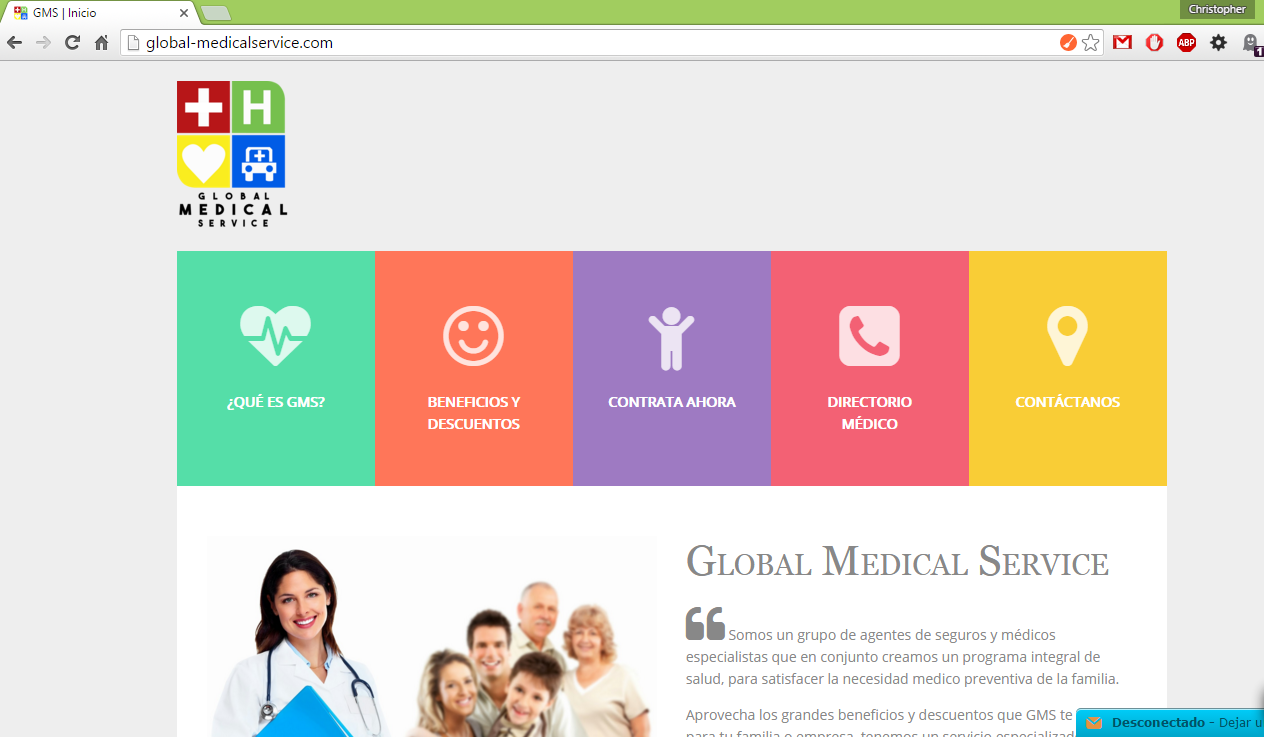 GMS | Inicio
Christopher
global-medicalservice.com
ABP
1
H
GLOBAL
MEDICAL
SERVICE
¿QUÉ ES GMS?
BENEFICIOS Y
DESCUENTOS
CONTRATA AHORA
DIRECTORIO
MÉDICO
CONTÁCTANOS
GLOBAL MEDICAL SERVICE
“ Somos un grupo de agentes de seguros y médicos
especialistas que en conjunto creamos un programa integral de
salud, para satisfacer la necesidad medico preventiva de la familia.
Aprovecha los grandes beneficios y descuentos que GMS te
para tu familia o empresa, tenemos un servicio especializad
Desconectado - Dejar u